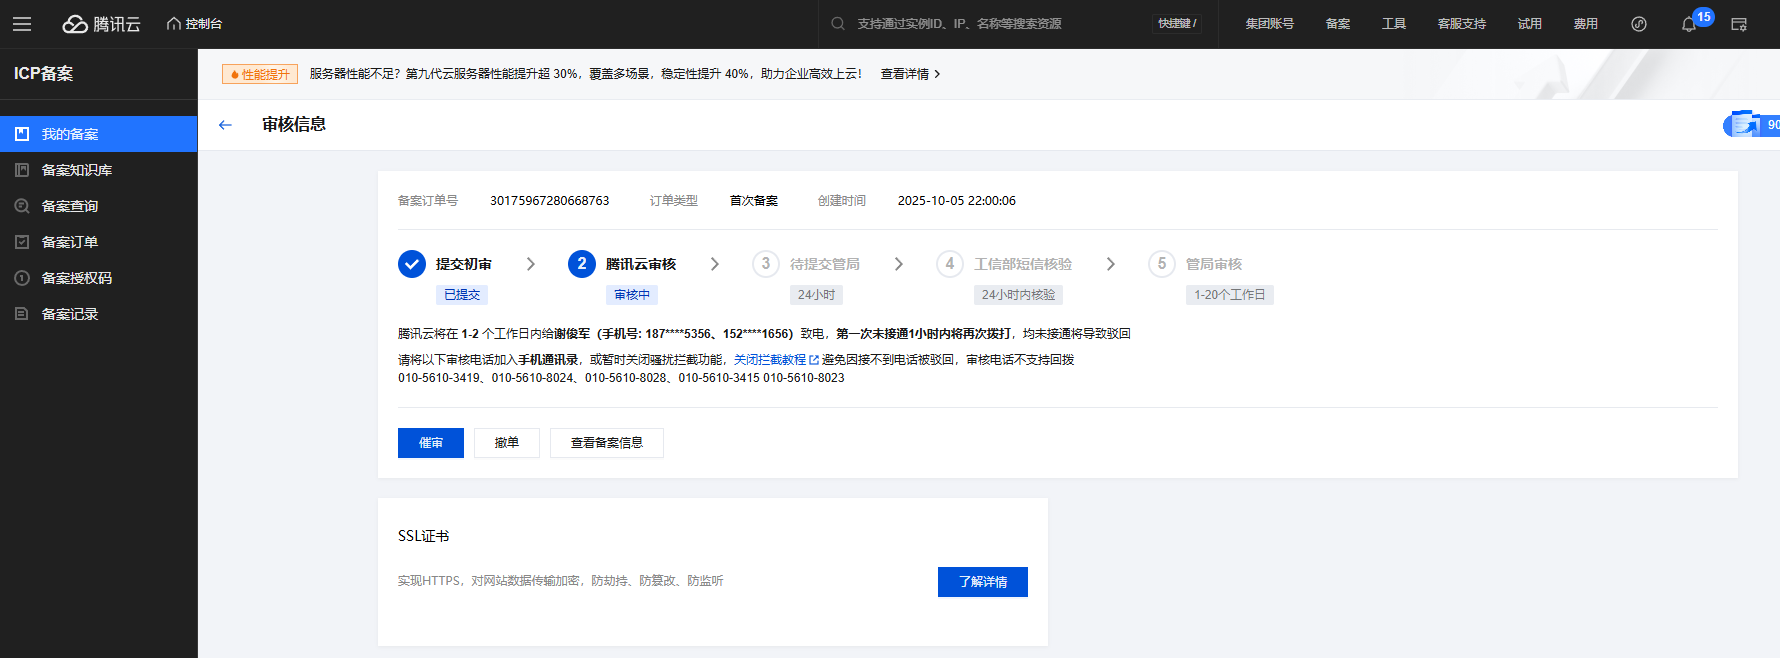 腾讯云
控制台
支持通过实例ID、IP、名称等搜索资源
快捷键 /
集团账号
备案
工具
客服支持
试用
费用
15
ICP备案
我的备案
备案知识库
备案查询
备案订单
备案授权码
备案记录
性能提升
服务器性能不足？第九代云服务器性能提升超 30%，覆盖多场景，稳定性提升 40%，助力企业高效上云！
查看详情
审核信息
90
备案订单号 30175967280668763 订单类型 首次备案 创建时间 2025-10-05 22:00:06
提交初审
2 腾讯云审核
3 待提交管局
4 工信部短信核验
5 管局审核
已提交
审核中
24小时
24小时内核验
1-20个工作日
腾讯云将在 1-2 个工作日内给谢俊军（手机号: 187****5356、152****1656）致电，第一次未接通1小时内将再次拨打，均未接通将导致驳回
请将以下审核电话加入手机通讯录，或暂时关闭骚扰拦截功能，关闭拦截教程 避免因接不到电话被驳回，审核电话不支持回拨
010-5610-3419、010-5610-8024、010-5610-8028、010-5610-3415 010-5610-8023
催审
撤单
查看备案信息
SSL证书
实现HTTPS，对网站数据传输加密，防劫持、防篡改、防监听
了解详情